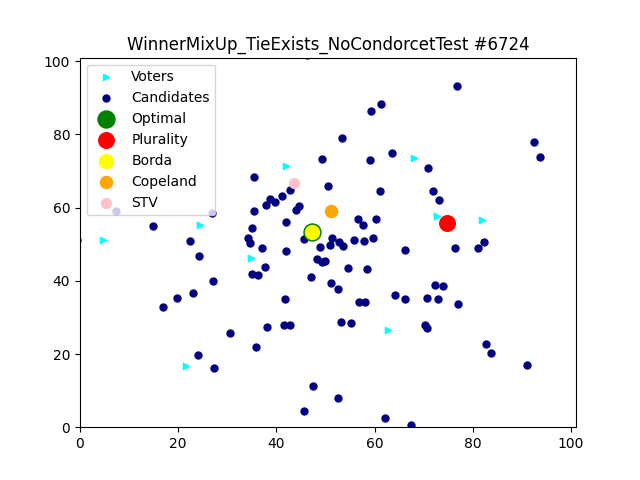 WinnerMixUp_TieExists_NoCondorcetTest #6724
100
80
60
40
20
0
Voters
Candidates
Optimal
Plurality
Borda
Copeland
STV
0 20 40 60 80 100